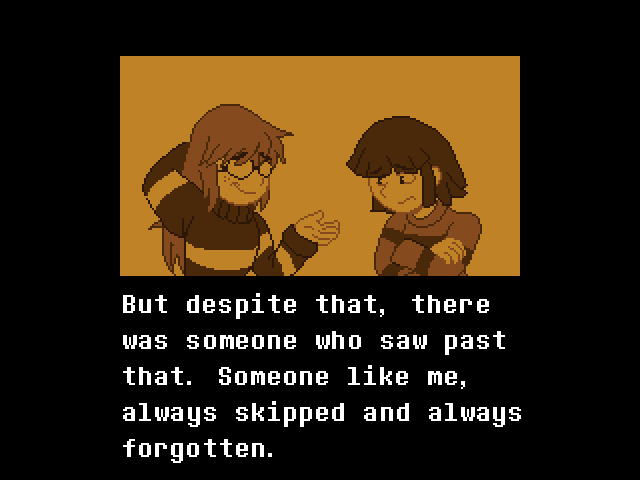 But despite that, there
was someone who saw past
that. Someone like me,
always skipped and always
forgotten.